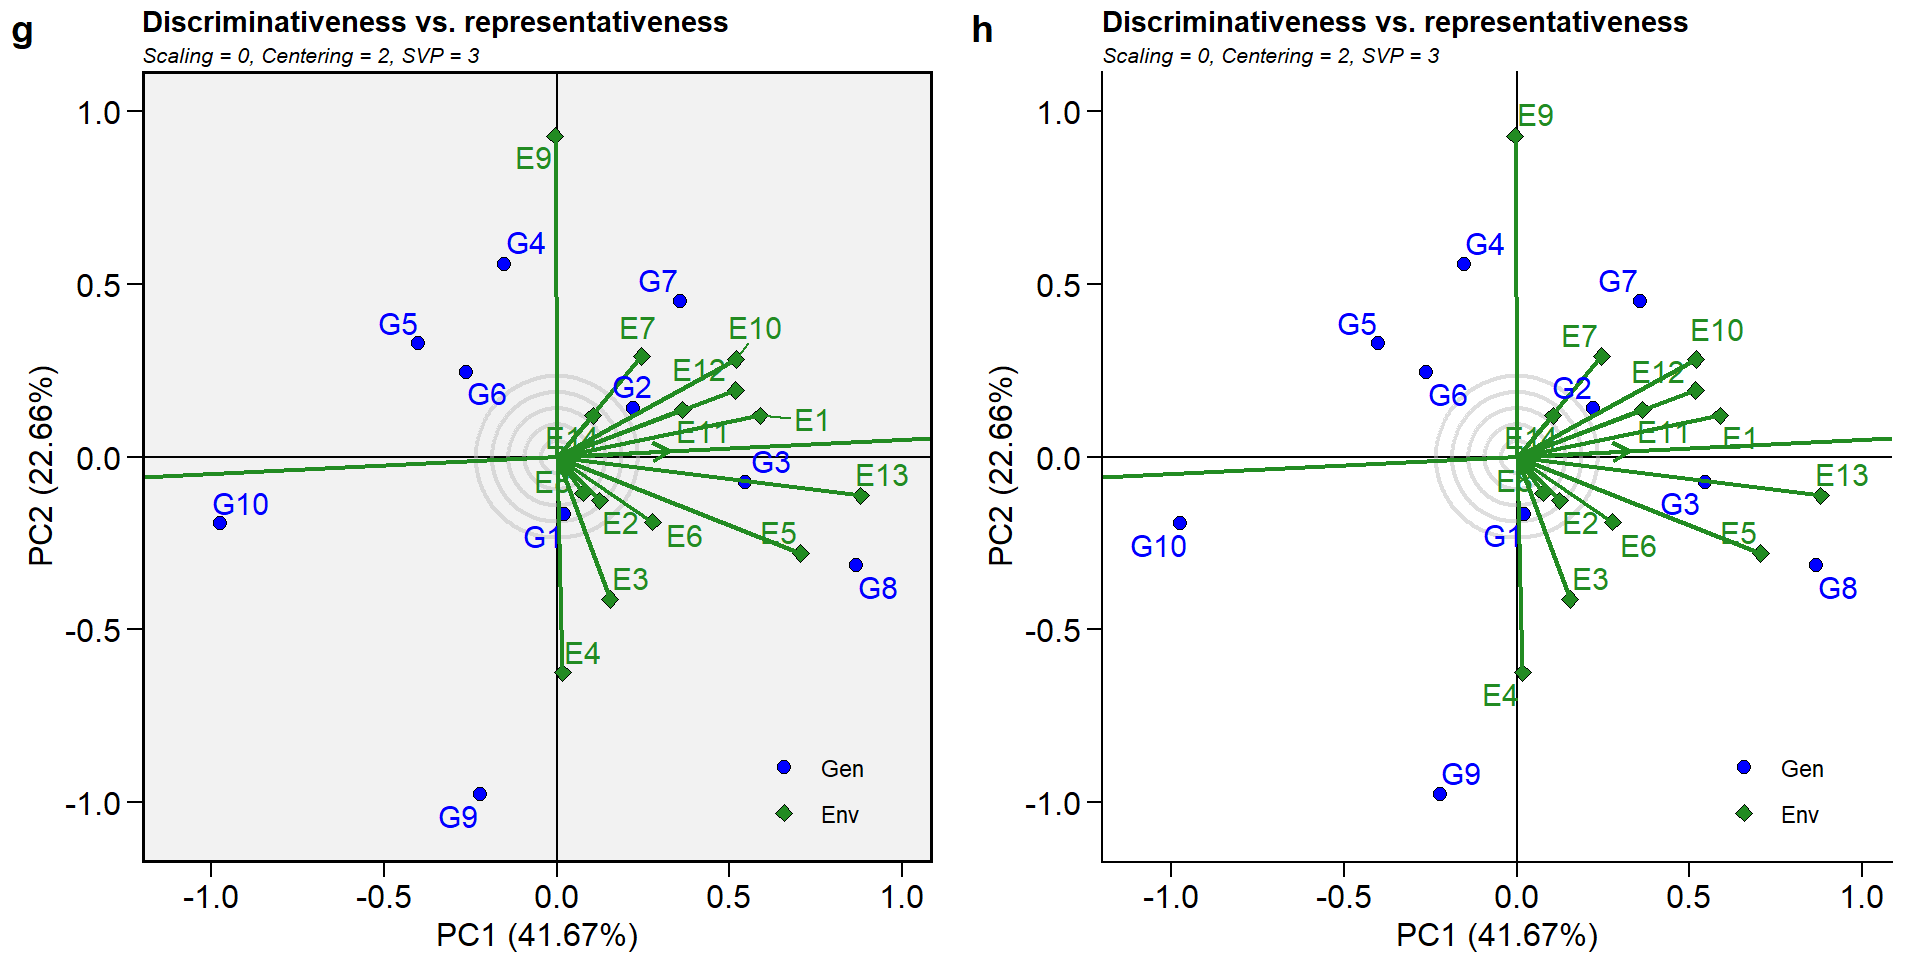 g
Discriminativeness vs. representativeness
Scaling = 0, Centering = 2, SVP = 3
1.0
0.5
0.0
-0.5
-1.0
PC2 (22.66%)
E9
G4
G7
G5
E7
E10
G6
G2
E12
E1
E11
E14
G3
E13
G10
G1
E2
E6
E5
E3
G8
E4
G9
Gen
Env
-1.0
-0.5
0.0
0.5
1.0
PC1 (41.67%)
h
Discriminativeness vs. representativeness
Scaling = 0, Centering = 2, SVP = 3
1.0
0.5
0.0
-0.5
-1.0
PC2 (22.66%)
E9
G4
G7
G5
E7
E10
G6
G2
E12
E11
E1
E14
E13
G3
G10
G1
E2
E6
E5
E3
G8
E4
G9
Gen
Env
-1.0
-0.5
0.0
0.5
1.0
PC1 (41.67%)